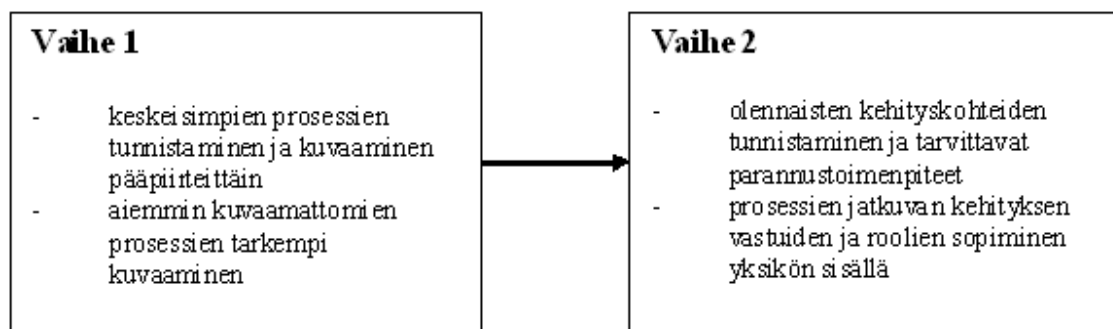 Vaihe 1
- keskeisimpien prosessien
tunnistaminen ja kuvaaminen
pääpiirteittäin
- aiemmin kuvaamattomien
prosessien tarkempi
kuvaaminen
Vaihe 2
- olennaisten kehityskohteiden
tunnistaminen ja tarvittavat
parannustoimenpiteet
- prosessien jatkuvan kehityksen
vastuiden ja roolien sopiminen
yksikön sisällä